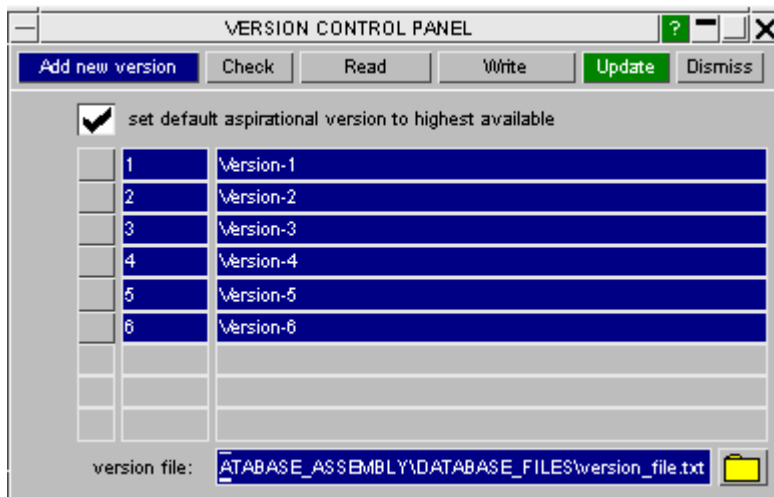 VERSION CONTROL PANEL ?
Add new version Check Read Write Update Dismiss
set default aspirational version to highest available
1 Version-1
2 Version-2
3 Version-3
4 Version-4
5 Version-5
6 Version-6
version file: ATABASE_ASSEMBLY\DATABASE_FILES\version_file.txt